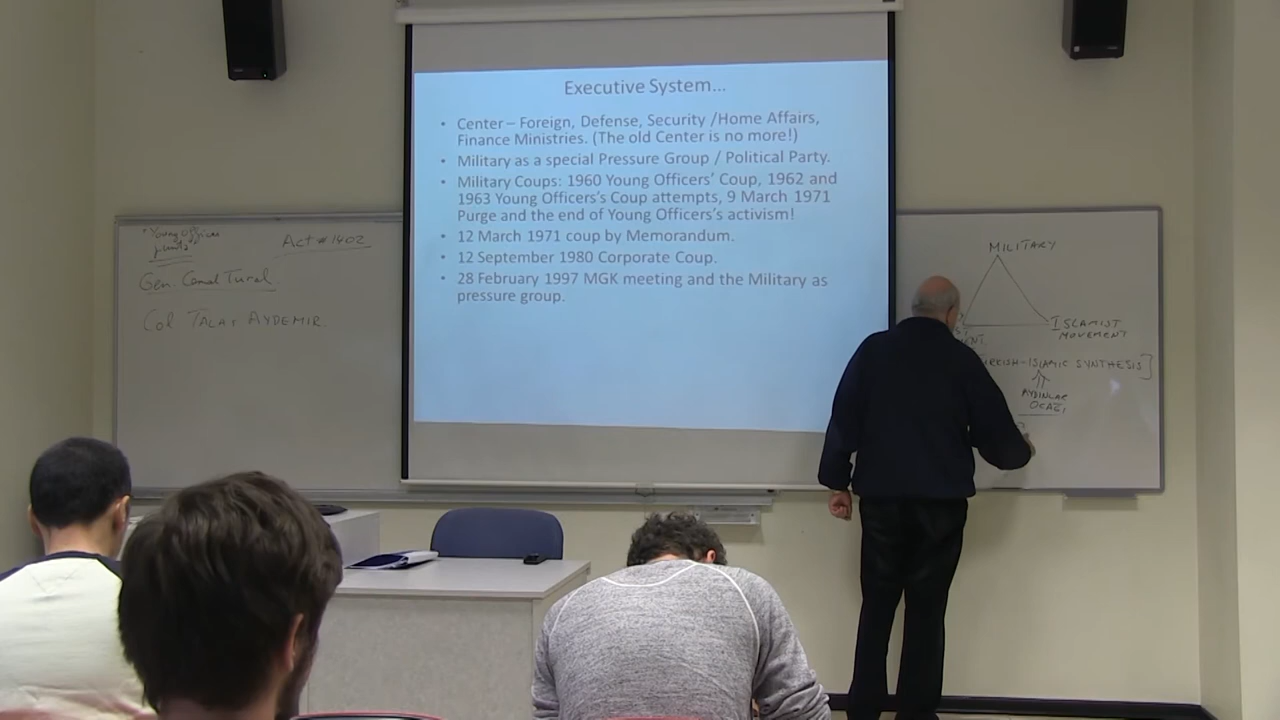 "Young Officers
Act # 1402
Gen. Cemal Tural
Col TALAT AYDEMIR
Executive System...
• Center – Foreign, Defense, Security /Home Affairs,
Finance Ministries. (The old Center is no more!)
• Military as a special Pressure Group / Political Party.
• Military Coups: 1960 Young Officers' Coup, 1962 and
1963 Young Officers's Coup attempts, 9 March 1971
Purge and the end of Young Officers's activism!
• 12 March 1971 coup by Memorandum.
• 12 September 1980 Corporate Coup.
• 28 February 1997 MGK meeting and the Military as
pressure group.
MILITARY
ISLAMIST
MOVEMENT
ISLAMIC SYNTHESIS]
AYDINLAR
OCAĞI